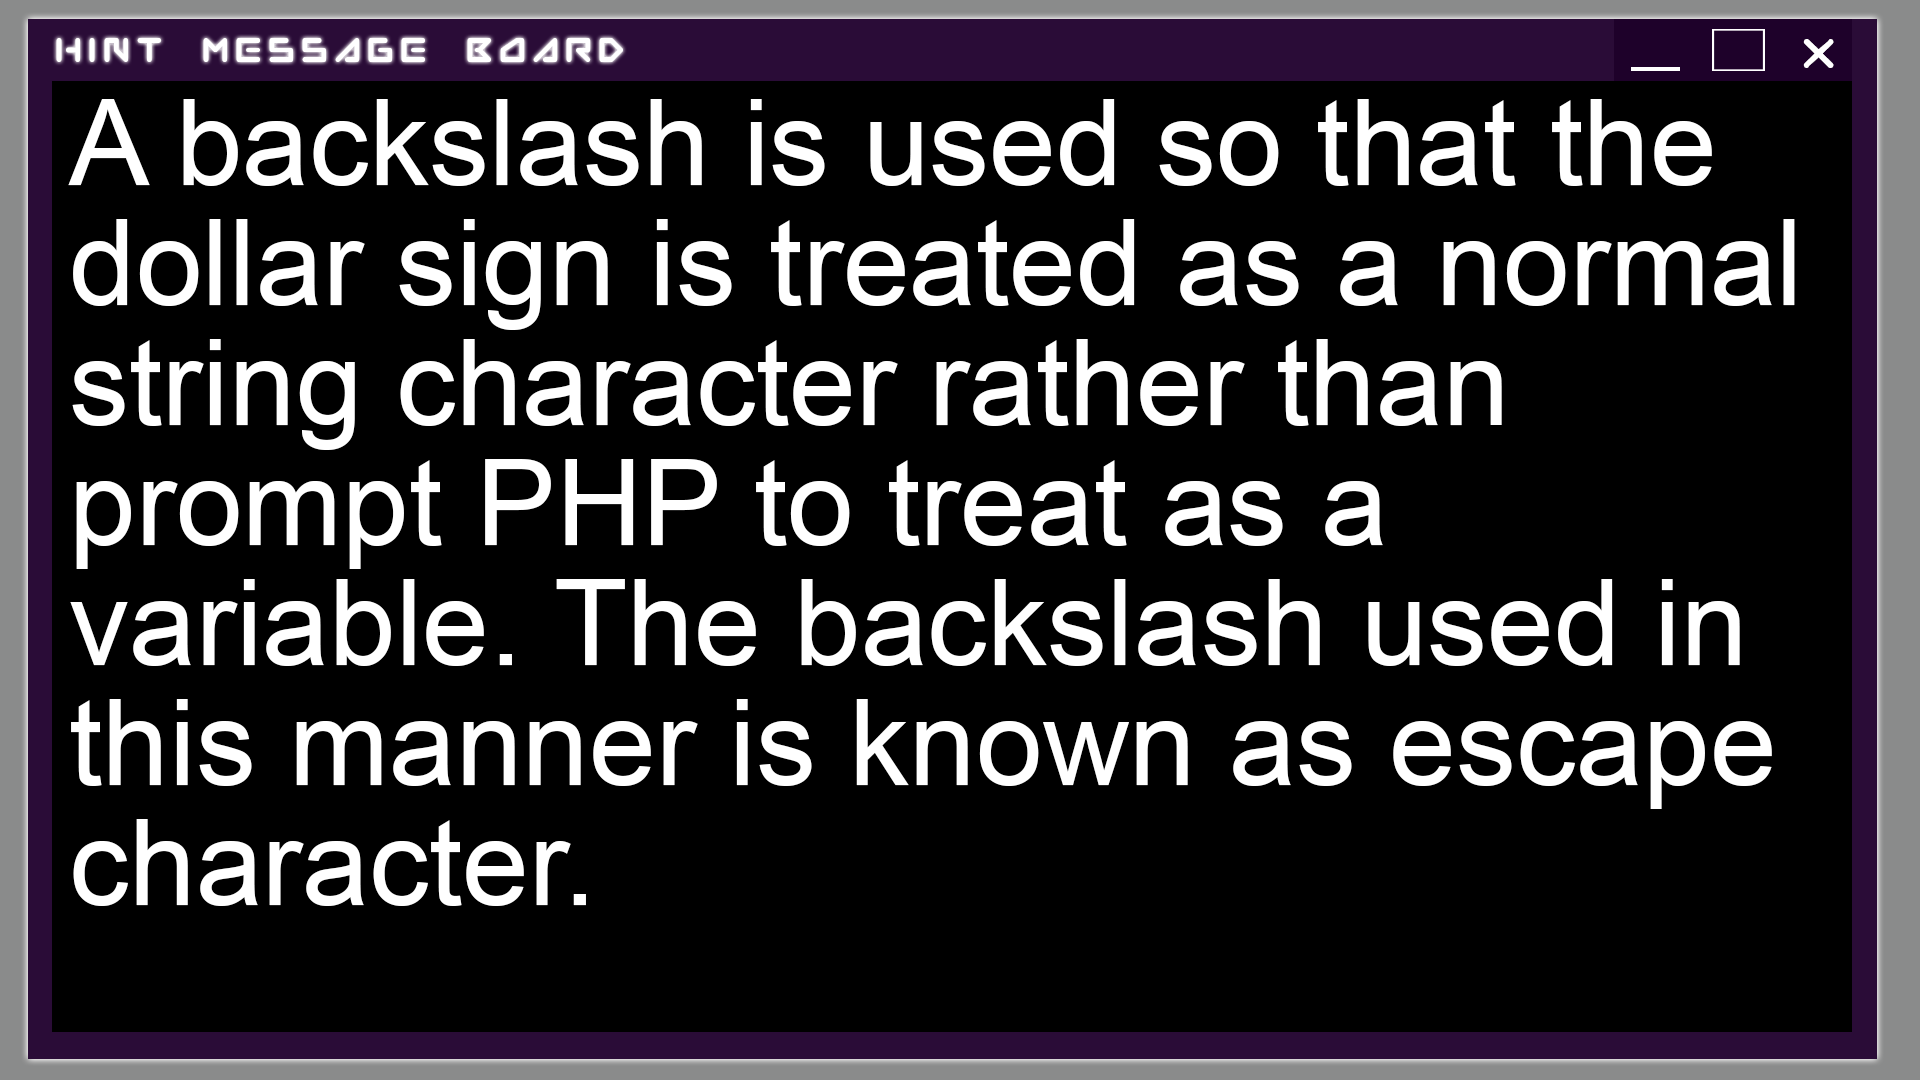 HINT MESSAGE BOARD
A backslash is used so that the
dollar sign is treated as a normal
string character rather than
prompt PHP to treat as a
variable. The backslash used in
this manner is known as escape
character.